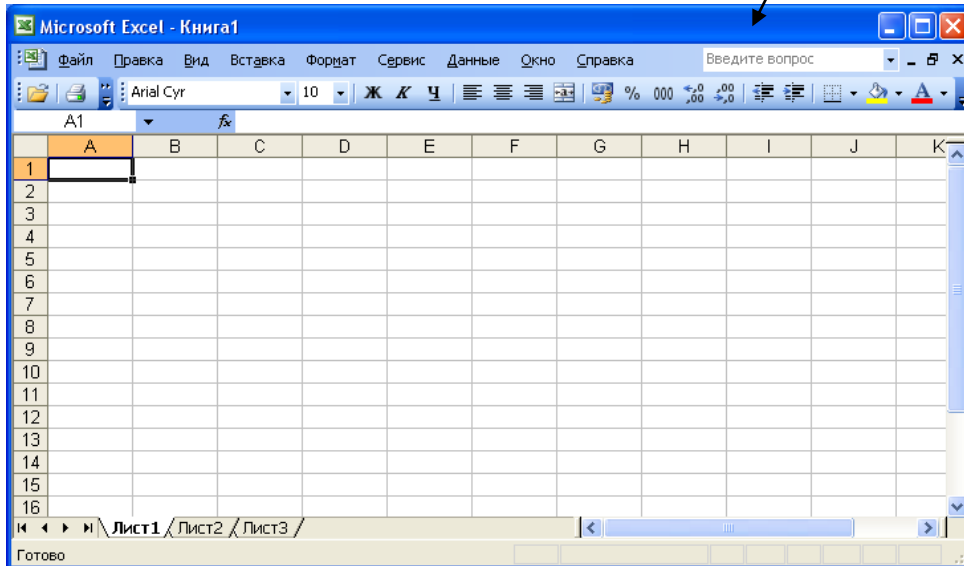 Microsoft Excel - Книга1
Файл Правка Вид Вставка Формат Сервис Данные Окно Справка Введите вопрос
Arial Cyr 10 Ж К Ч % 000 ,00 ,0 A
A1 fx
A B C D E F G H I J K
1
2
3
4
5
6
7
8
9
10
11
12
13
14
15
16
Лист1 Лист2 Лист3
Готово